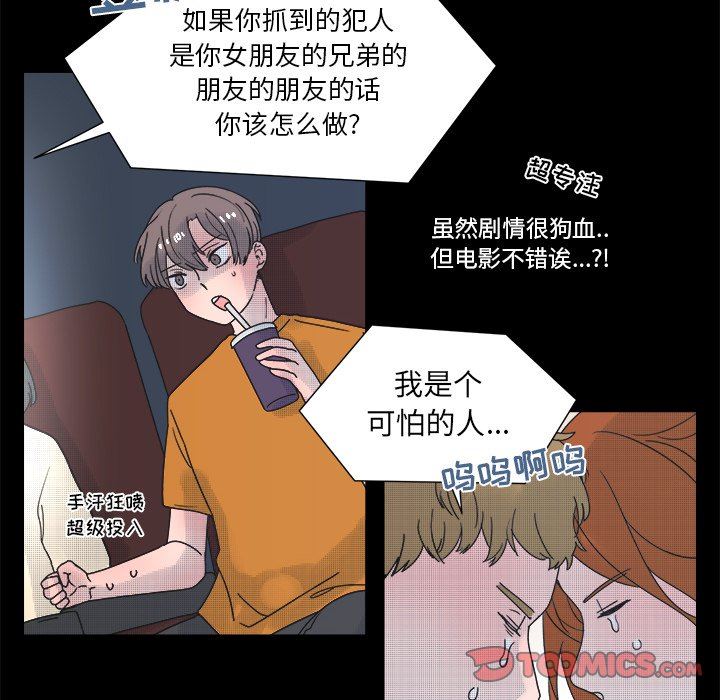 如果你抓到的犯人
是你女朋友的兄弟的
朋友的朋友的话
你该怎么做?
超专注
虽然剧情很狗血..
但电影不错诶...?!
我是个
可怕的人...
呜呜啊呜
手汗狂喷
超级投入
TOOMICS.COM